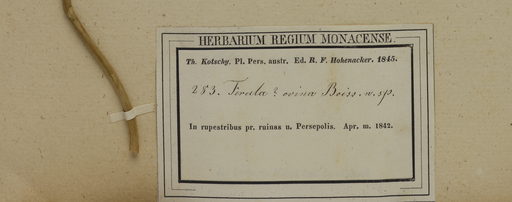 HERBARIUM REGIUM MONACENSE.
Th. Kotschy. Pl. Pers. austr. Ed. R. F. Hohenacker. 1845.
283. Ferula? ovina Boiss. n. sp.
In rupestribus pr. ruinas u. Persepolis. Apr. m. 1842.